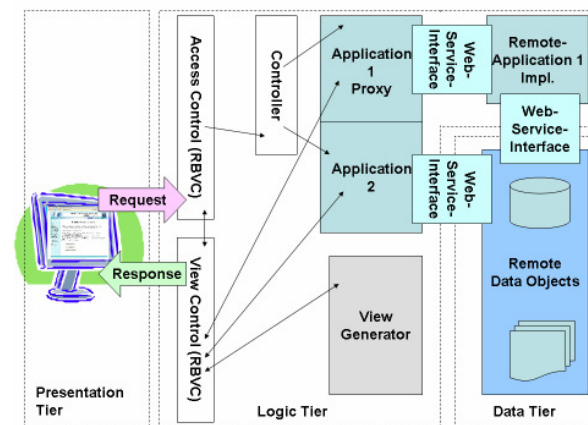 Access Control (RBVC)
Controller
Application
1
Proxy
Web-
Service-
Interface
Remote-
Application 1
Impl.
Web-
Service-
Interface
Application
2
Web-
Service-
Interface
Request
Response
View Control (RBVC)
View
Generator
Remote
Data Objects
Presentation
Tier
Logic Tier
Data Tier